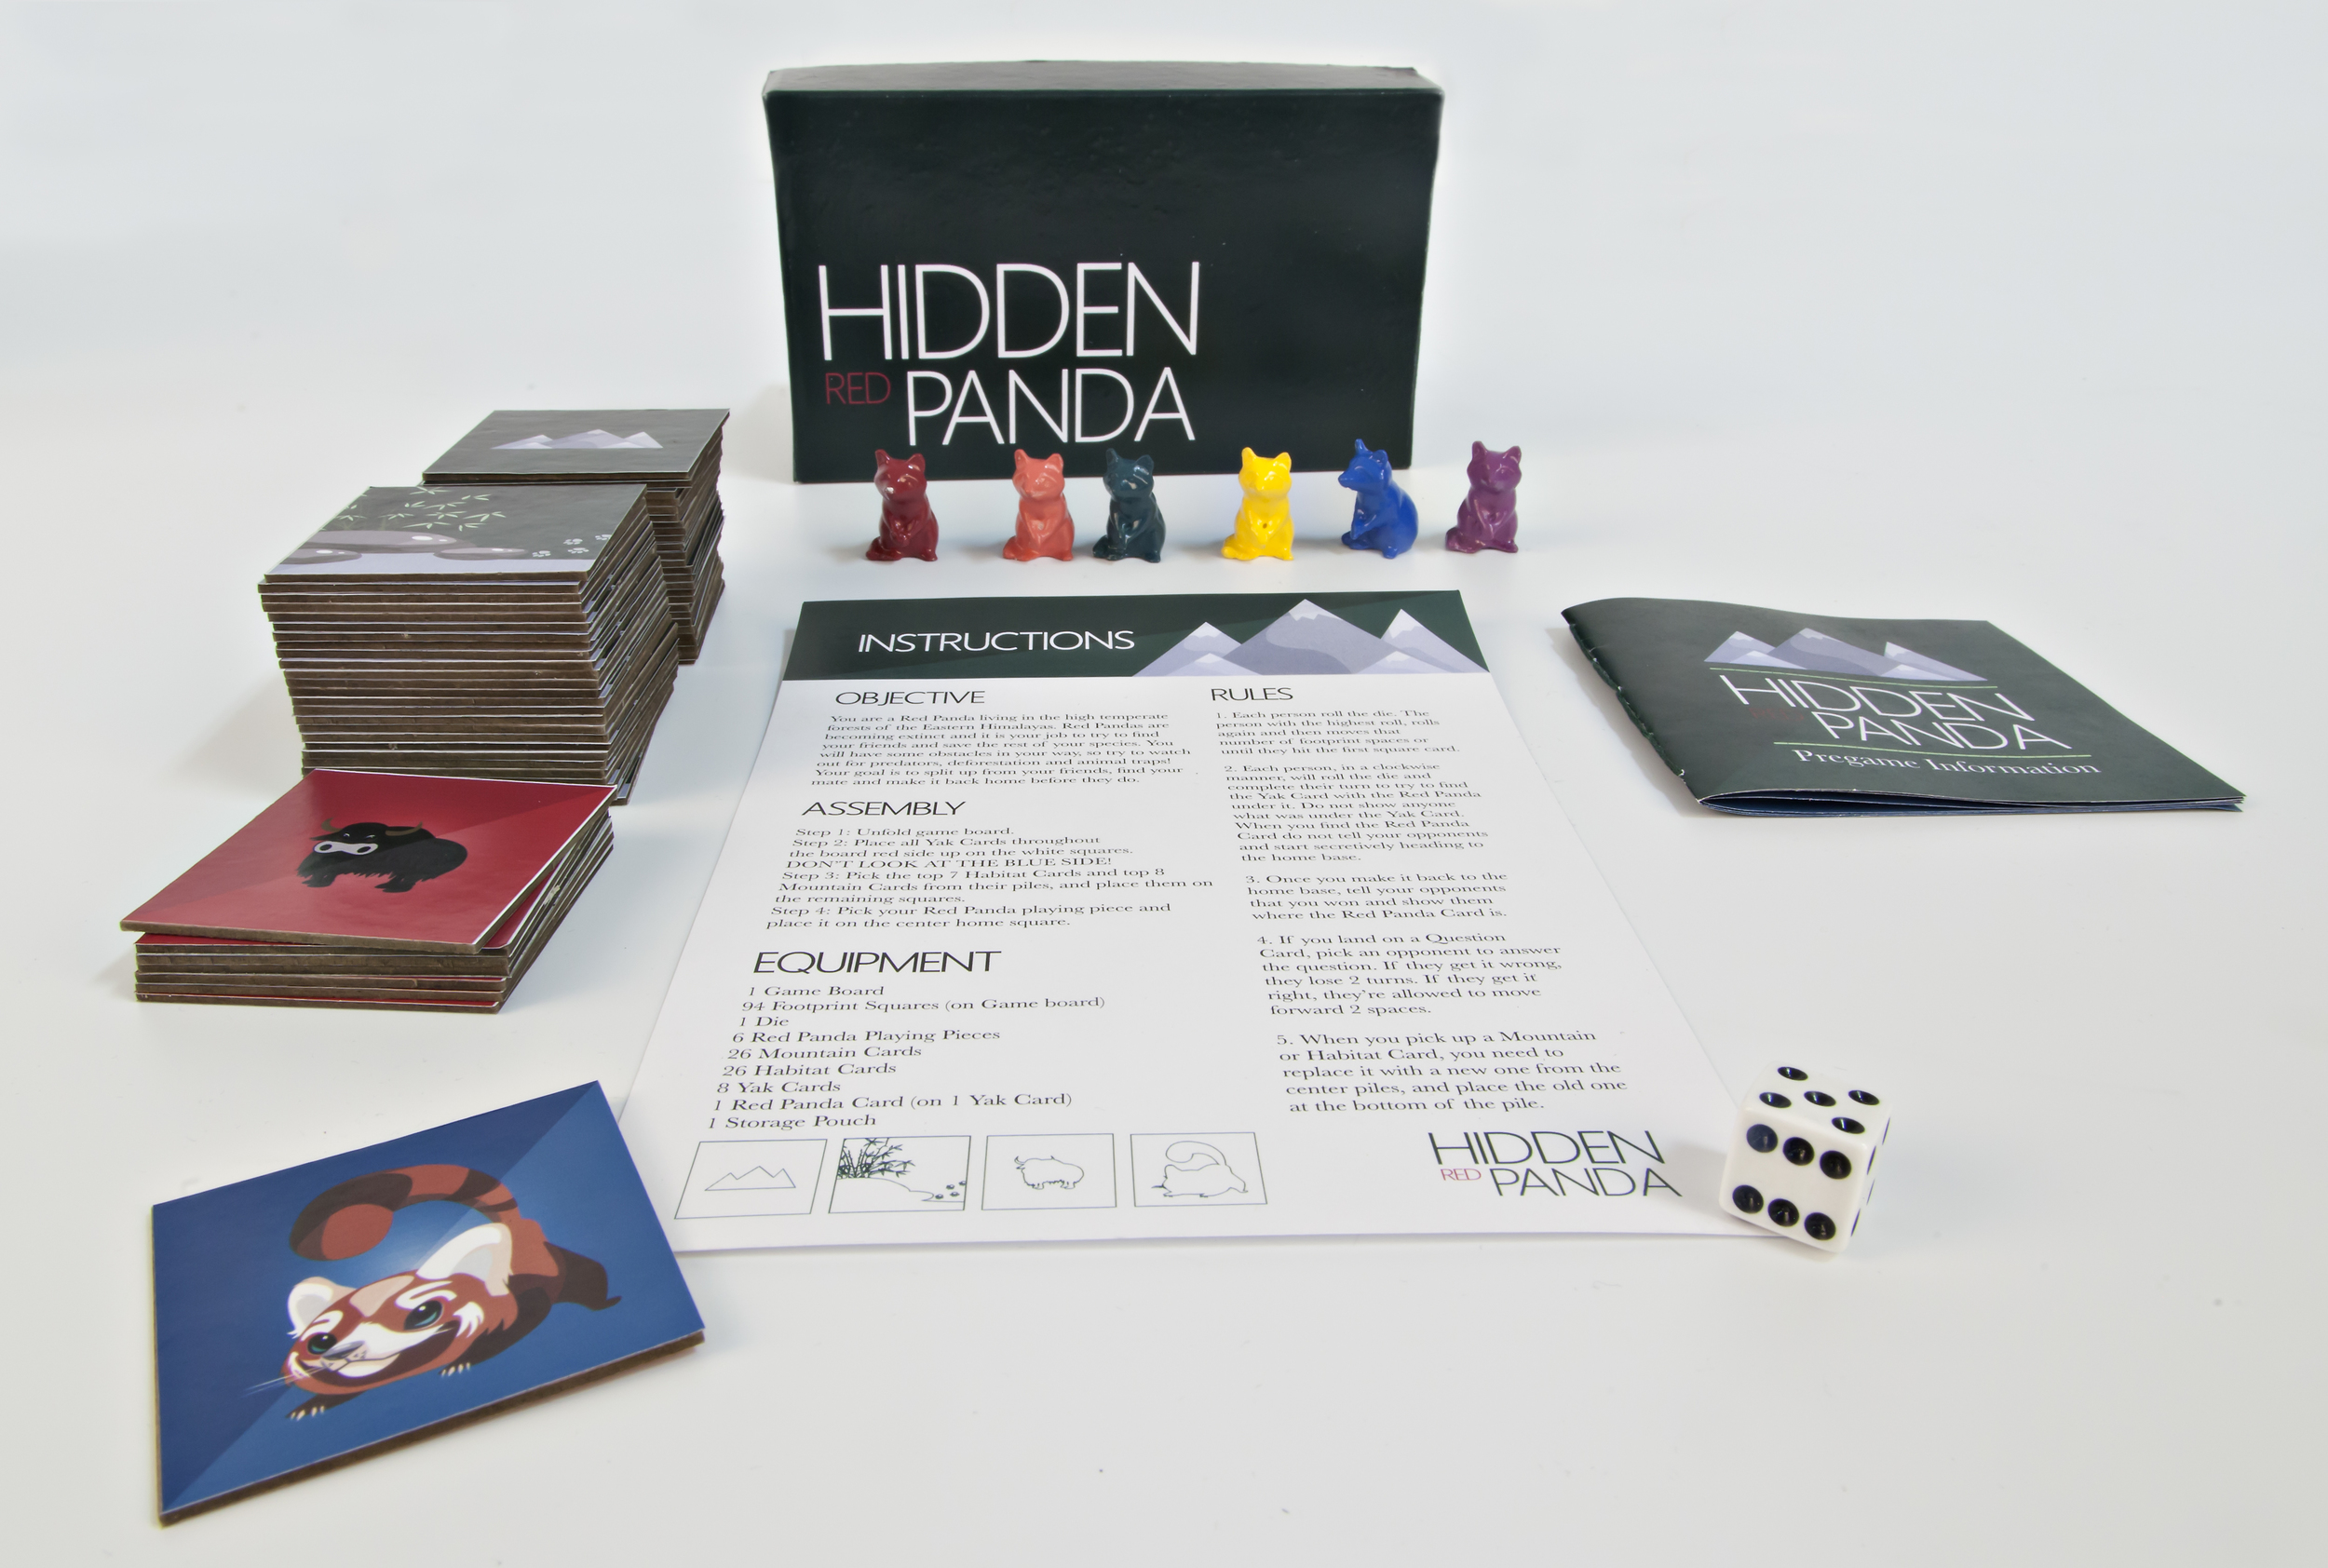 HIDDEN
RED PANDA
INSTRUCTIONS
OBJECTIVE
You are a Red Panda living in the high temperate
forests of the Eastern Himalayas. Red Pandas are
becoming extinct and it is your job to try to find
your friends and save the rest of your species. You
will have some obstacles in your way, so try to watch
out for predators, deforestation and animal traps!
Your goal is to split up from your friends, find your
mate and make it back home before they do.
ASSEMBLY
Step 1: Unfold game board.
Step 2: Place all Yak Cards throughout
the board red side up on the white squares.
DON'T LOOK AT THE BLUE SIDE!
Step 3: Pick the top 7 Habitat Cards and top 8
Mountain Cards from their piles, and place them on
the remaining squares.
Step 4: Pick your Red Panda playing piece and
place it on the center home square.
EQUIPMENT
1 Game Board
94 Footprint Squares (on Game board)
1 Die
6 Red Panda Playing Pieces
26 Mountain Cards
26 Habitat Cards
8 Yak Cards
1 Red Panda Card (on 1 Yak Card)
1 Storage Pouch
RULES
1. Each person roll the die. The
person with the highest roll, rolls
again and then moves that
number of footprint spaces or
until they hit the first square card.
2. Each person, in a clockwise
manner, will roll the die and
complete their turn to try to find
the Yak Card with the Red Panda
under it. Do not show anyone
what was under the Yak Card.
When you find the Red Panda
Card do not tell your opponents
and start secretively heading to
the home base.
3. Once you make it back to the
home base, tell your opponents
that you won and show them
where the Red Panda Card is.
4. If you land on a Question
Card, pick an opponent to answer
the question. If they get it wrong,
they lose 2 turns. If they get it
right, they're allowed to move
forward 2 spaces.
5. When you pick up a Mountain
or Habitat Card, you need to
replace it with a new one from the
center piles, and place the old one
at the bottom of the pile.
HIDDEN
RED PANDA
HIDDEN
RED PANDA
Pregame Information